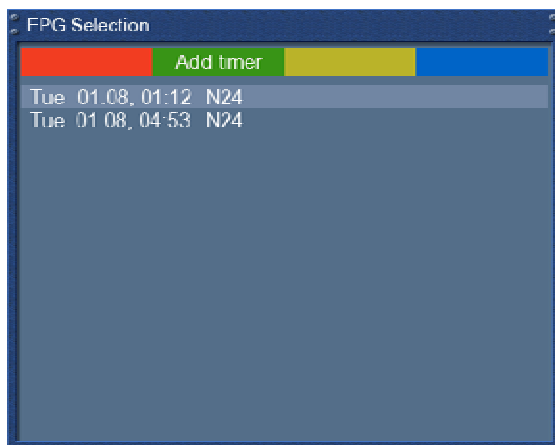 EPG Selection
Add timer
Tue 01.08, 01:12 N24
Tue 01 08, 04:53 N24